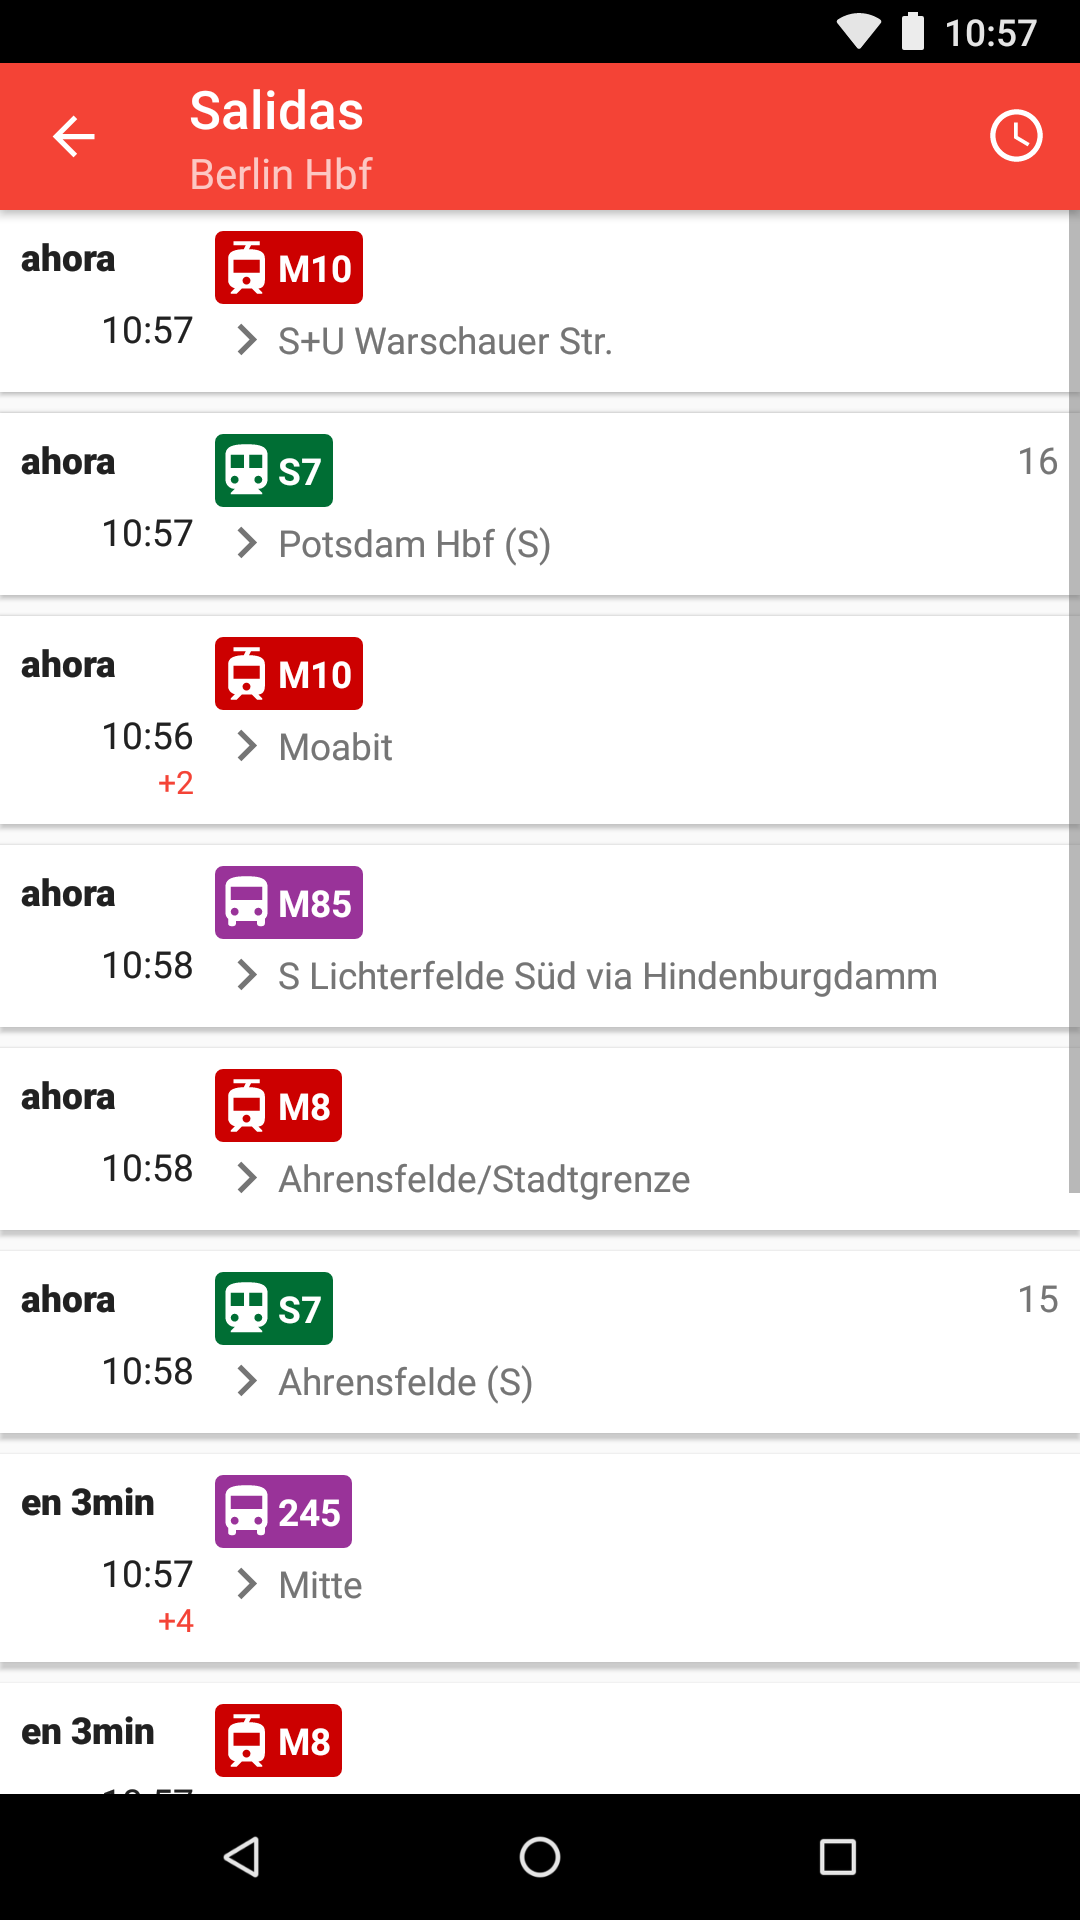 10:57
Salidas
Berlin Hbf
ahora M10
10:57 S+U Warschauer Str.
ahora S7 16
10:57 Potsdam Hbf (S)
ahora M10
10:56 Moabit
+2
ahora M85
10:58 S Lichterfelde Süd via Hindenburgdamm
ahora M8
10:58 Ahrensfelde/Stadtgrenze
ahora S7 15
10:58 Ahrensfelde (S)
en 3min 245
10:57 Mitte
+4
en 3min M8